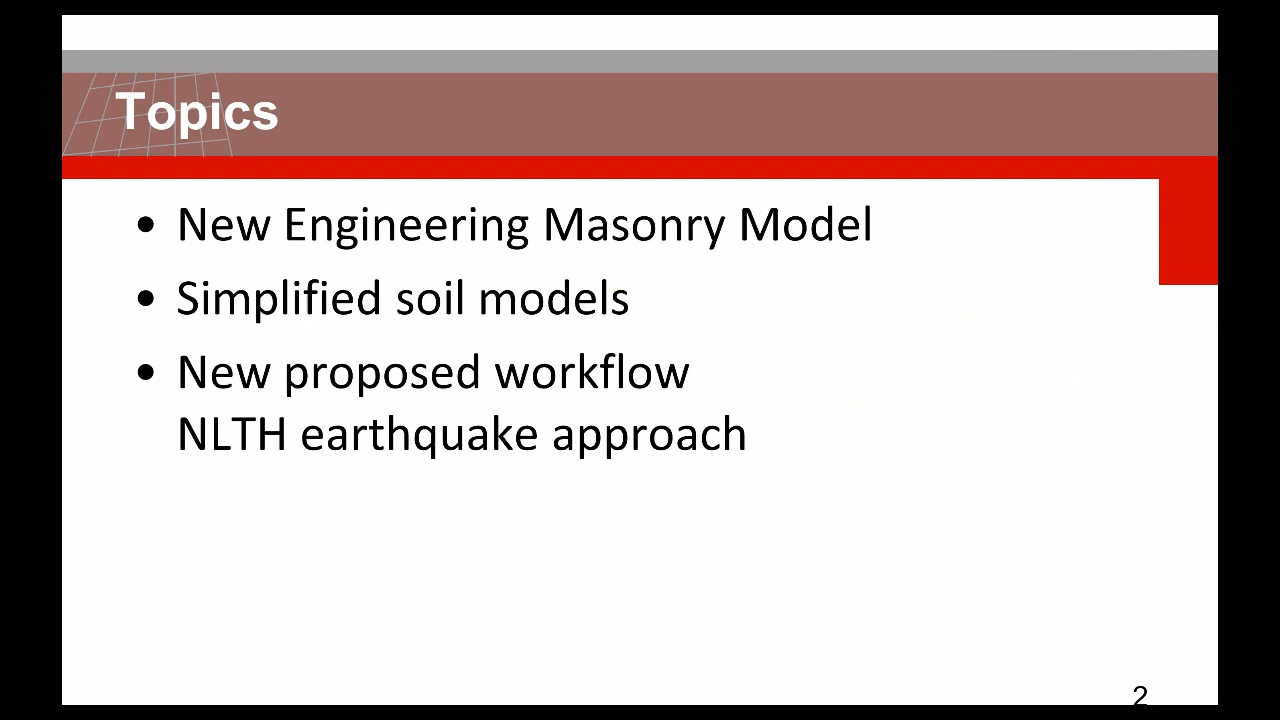 Topics
• New Engineering Masonry Model
• Simplified soil models
• New proposed workflow
NLTH earthquake approach
2